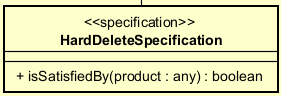 <<specification>>
HardDeleteSpecification
+ isSatisfiedBy(product : any) : boolean